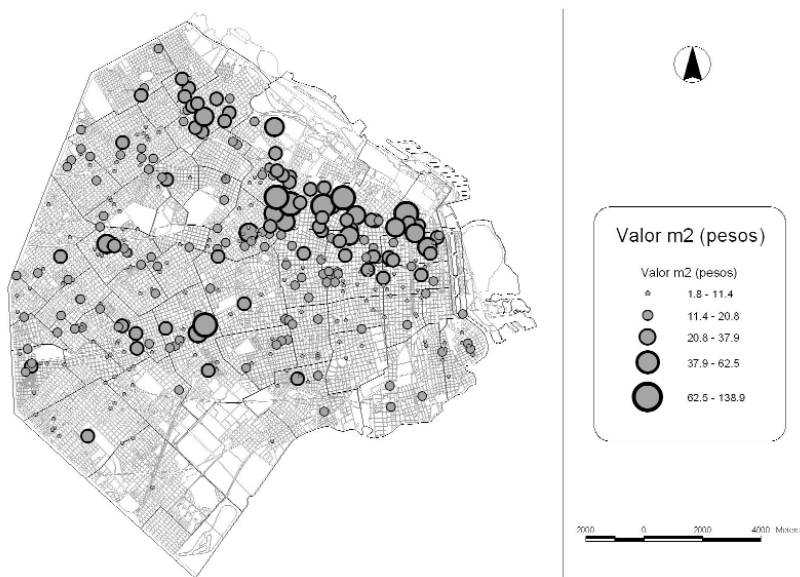 Valor m2 (pesos)
Valor m2 (pesos)
1.8 - 11.4
11.4 - 20.8
20.8 - 37.9
37.9 - 62.5
62.5 - 138.9
2000 0 2000 4000 Meters